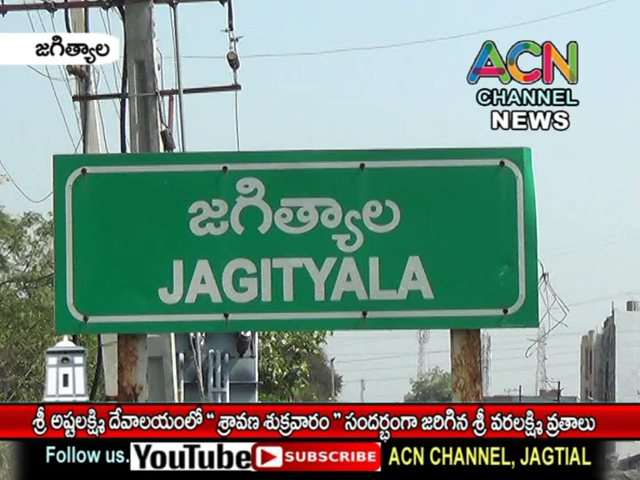 జగిత్యాల
ACN
CHANNEL
NEWS
జగిత్యాల
JAGITYALA
శ్రీ అష్టలక్ష్మి దేవాలయంలో “ శ్రావణ శుక్రవారం ” సందర్భంగా జరిగిన శ్రీ వరలక్ష్మి వ్రతాలు
Follow us. YouTube SUBSCRIBE ACN CHANNEL, JAGTIAL